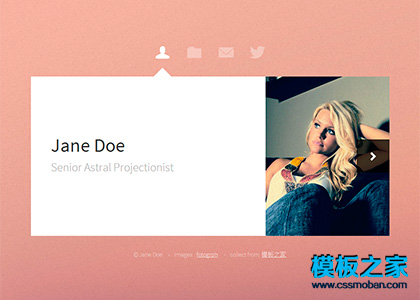 Jane Doe
Senior Astral Projectionist
© Jane Doe · Images : fotogrph · collect from 模板之家
模板之家
www.cssmoban.com